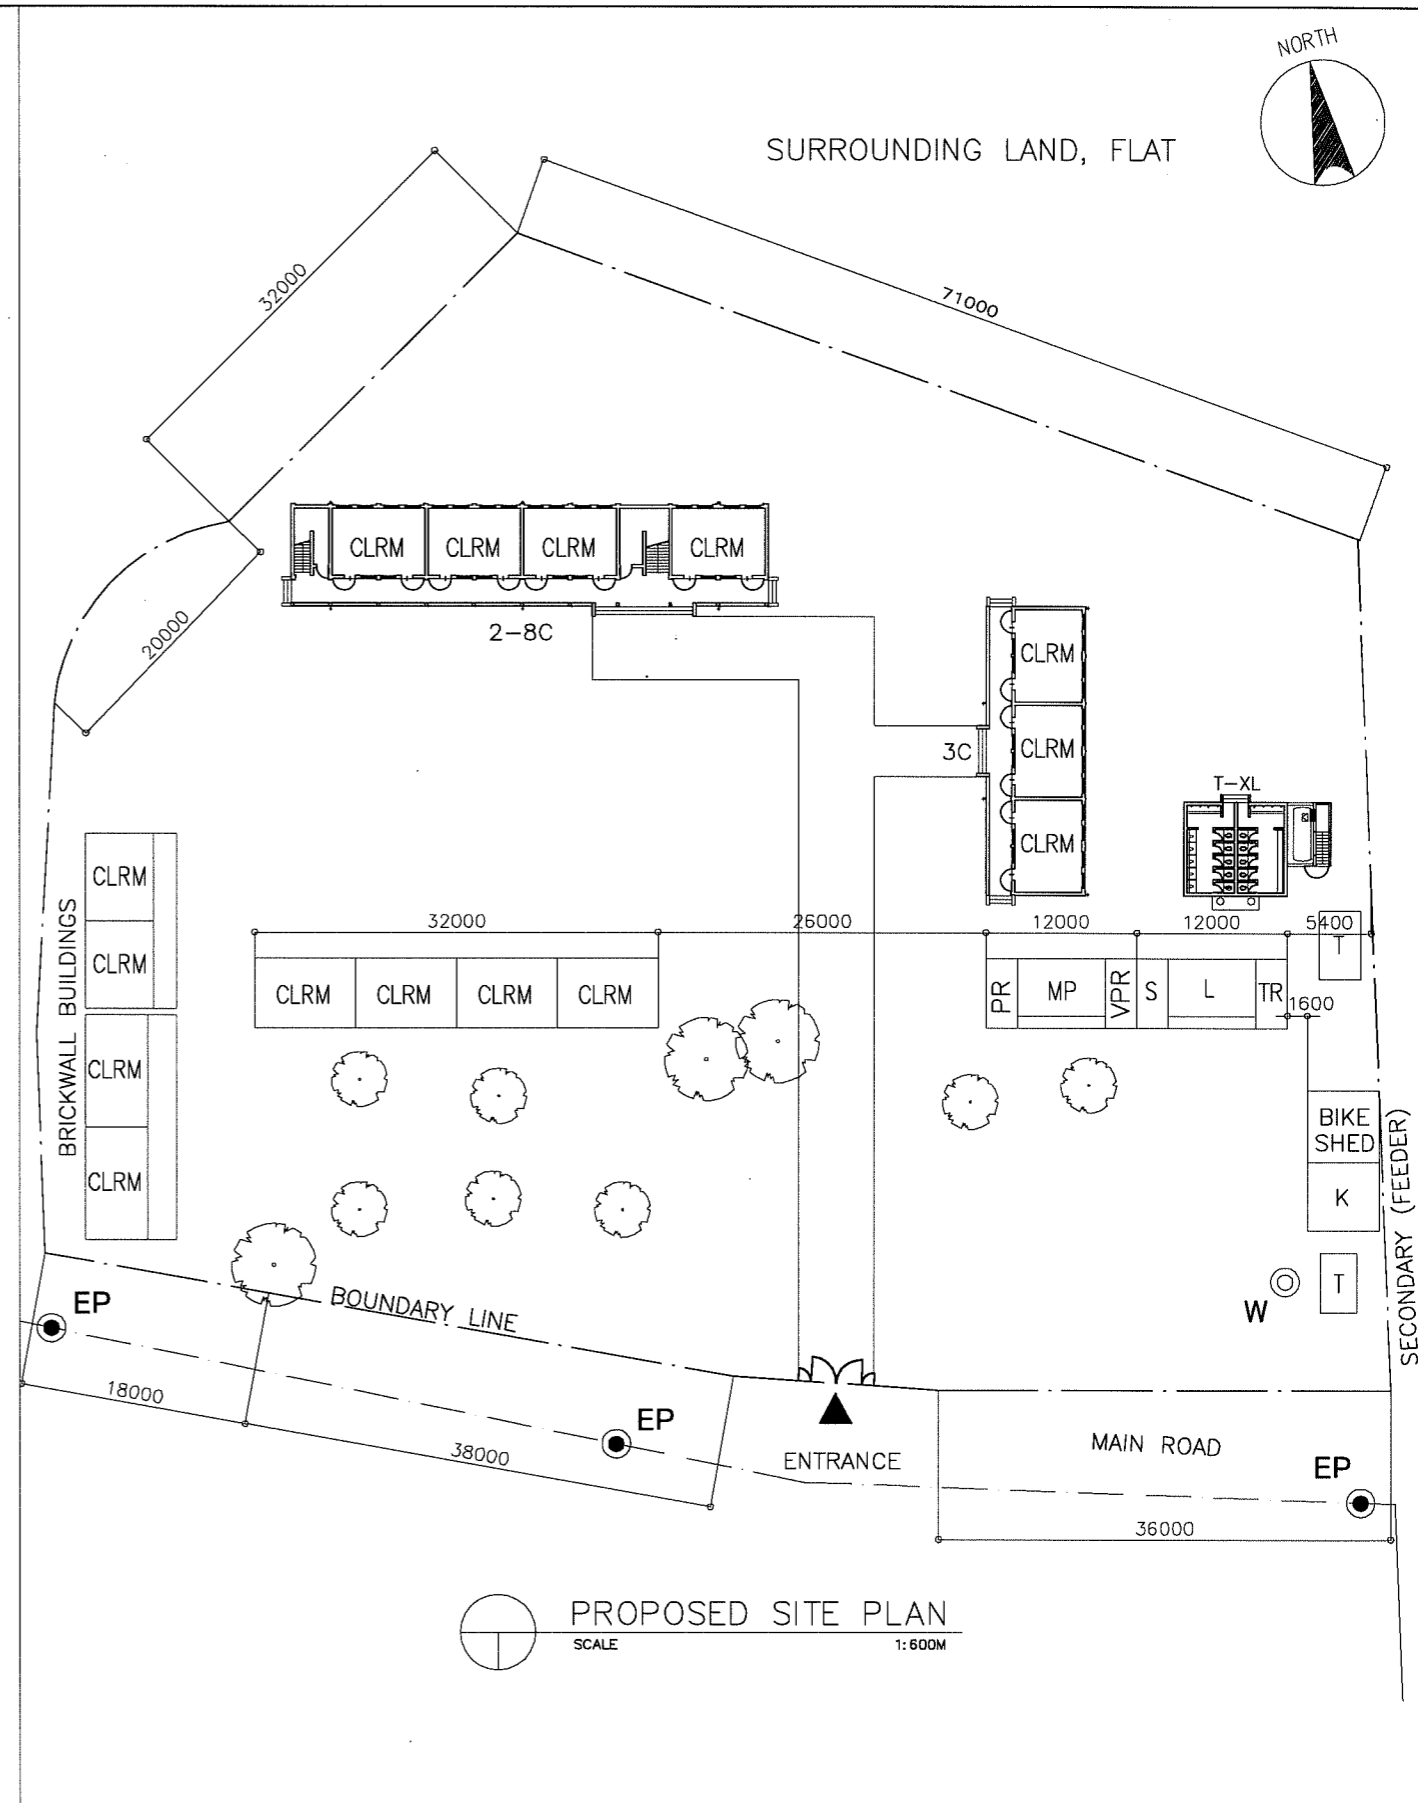 NORTH
SURROUNDING LAND, FLAT
32000
71000
20000
CLRM CLRM CLRM CLRM
2-8C
CLRM
3C CLRM
CLRM
T-XL
BRICKWALL BUILDINGS
CLRM
CLRM
CLRM
CLRM
32000 26000 12000 12000 5400
T
CLRM CLRM CLRM CLRM
PR MP VPR S L TR
1600
BIKE
SHED
K
T
W
SECONDARY (FEEDER)
BOUNDARY LINE
EP
18000
38000
EP
ENTRANCE
MAIN ROAD
EP
36000
PROPOSED SITE PLAN
SCALE 1:600M